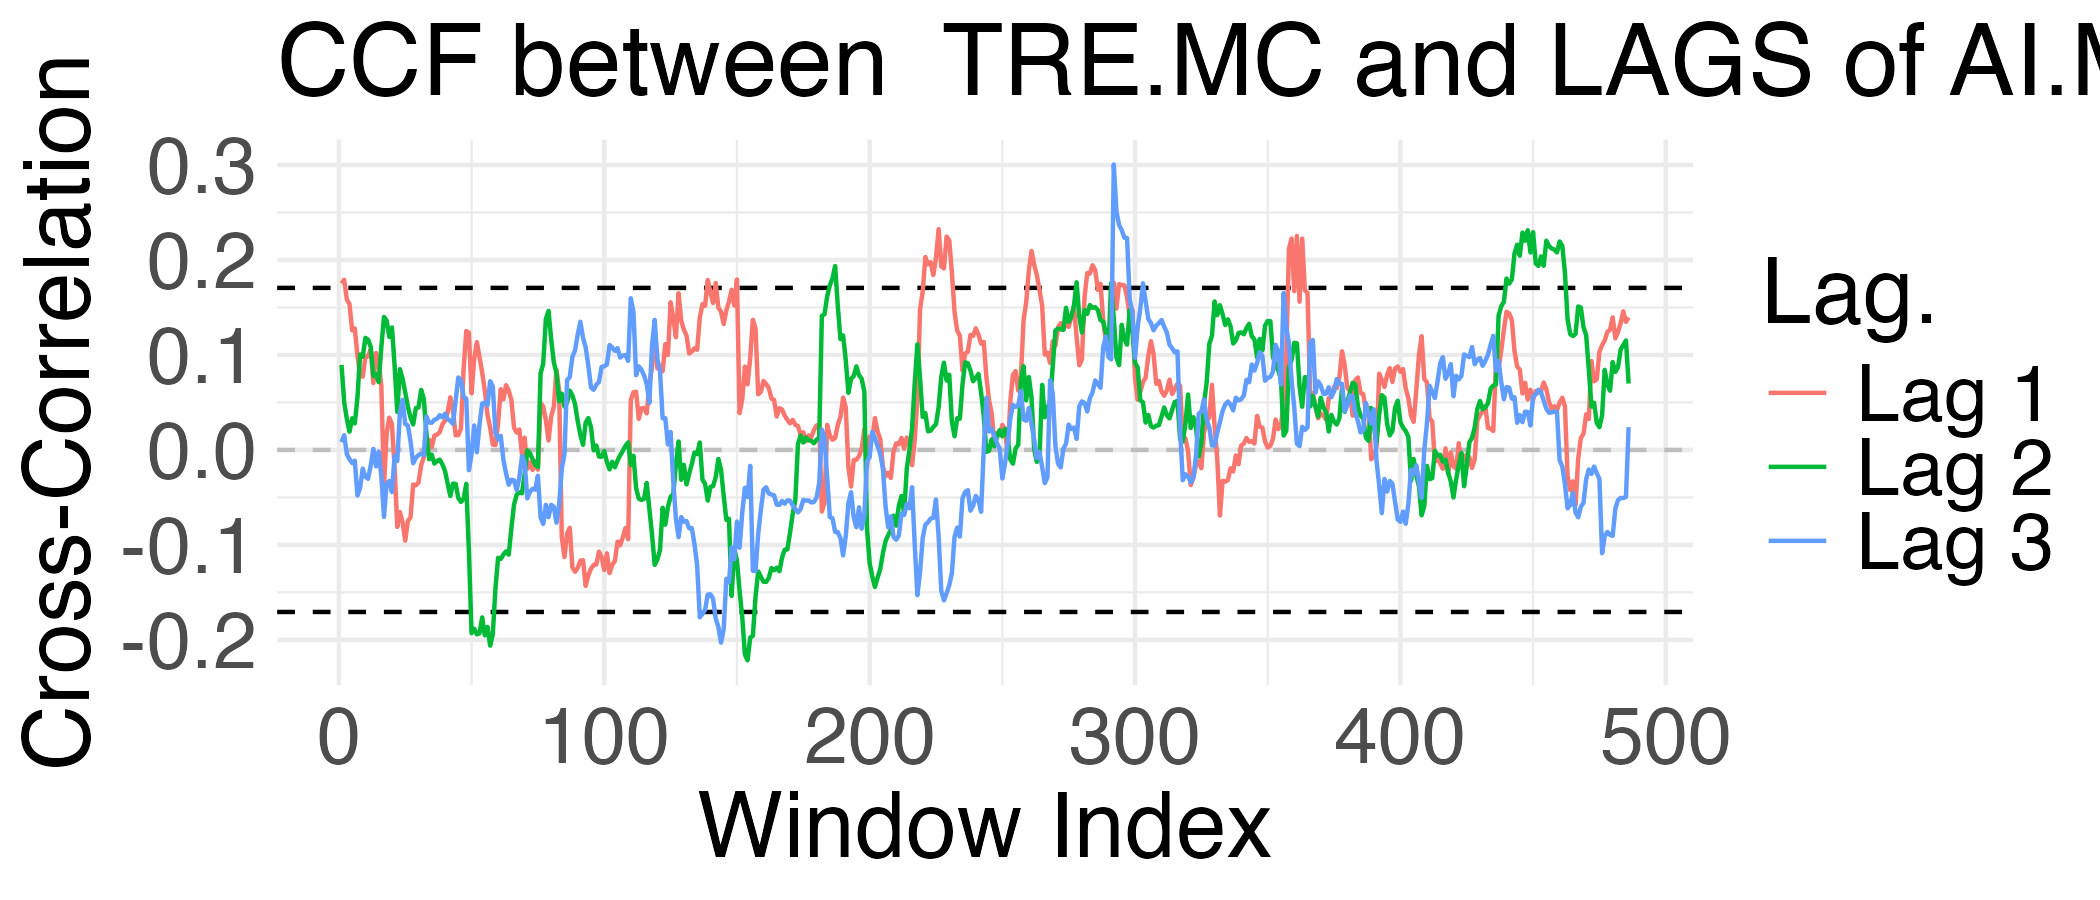 CCF between TRE.MC and LAGS of AI.M
Cross-Correlation
0.3
0.2
0.1
0.0
-0.1
-0.2
0 100 200 300 400 500
Window Index
Lag.
Lag 1
Lag 2
Lag 3